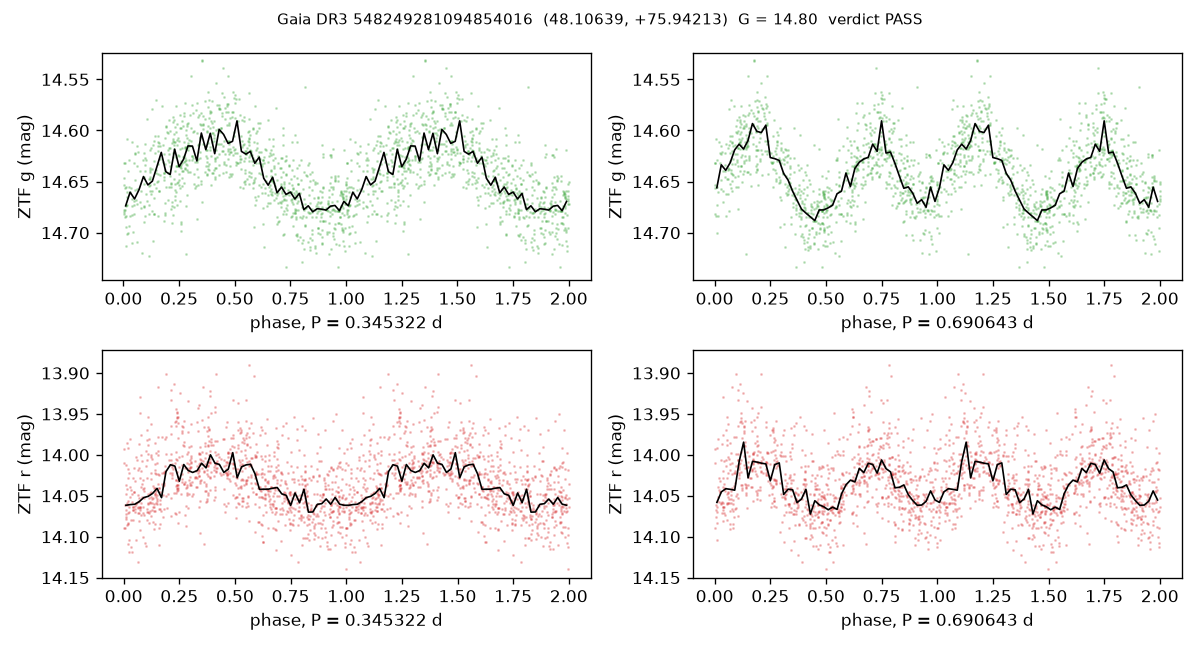 Gaia DR3 548249281094854016  (48.10639, +75.94213)  G = 14.80  verdict PASS
ZTF g (mag)
14.55
14.60
14.65
14.70
0.00 0.25 0.50 0.75 1.00 1.25 1.50 1.75 2.00
phase, P = 0.345322 d
ZTF g (mag)
14.55
14.60
14.65
14.70
0.00 0.25 0.50 0.75 1.00 1.25 1.50 1.75 2.00
phase, P = 0.690643 d
ZTF r (mag)
13.90
13.95
14.00
14.05
14.10
14.15
0.00 0.25 0.50 0.75 1.00 1.25 1.50 1.75 2.00
phase, P = 0.345322 d
ZTF r (mag)
13.90
13.95
14.00
14.05
14.10
14.15
0.00 0.25 0.50 0.75 1.00 1.25 1.50 1.75 2.00
phase, P = 0.690643 d